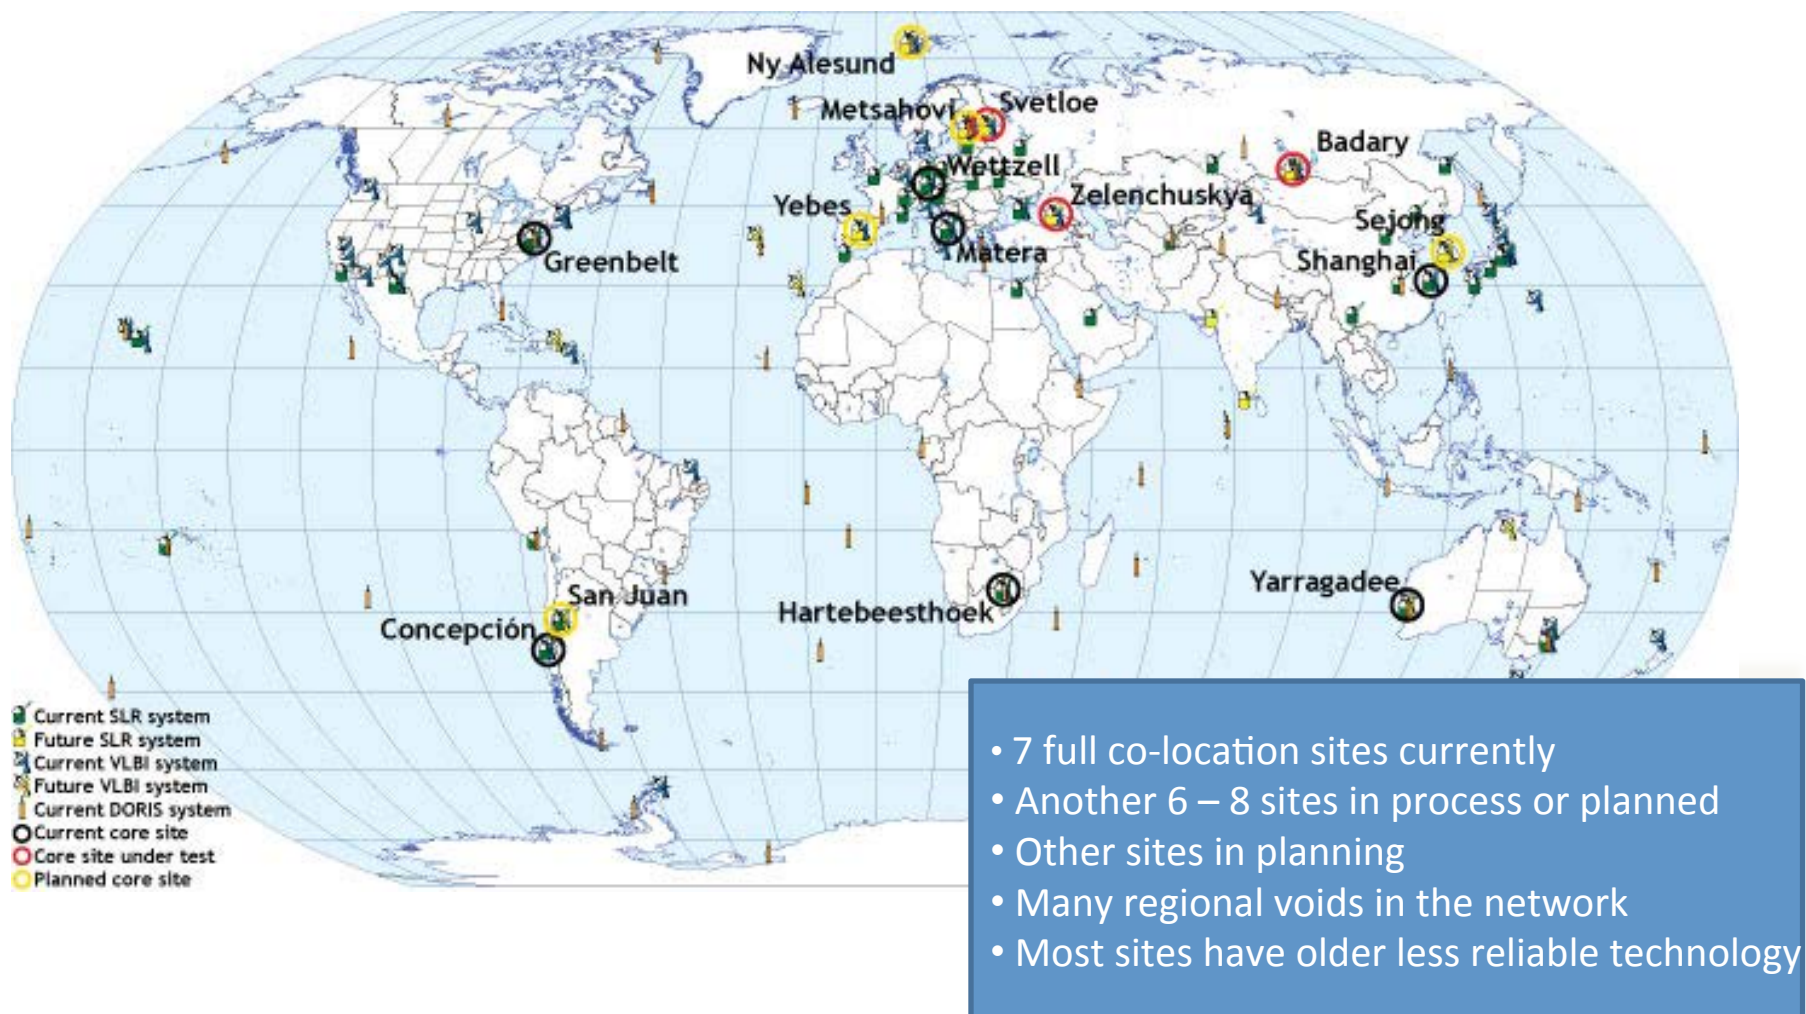 Ny Alesund
Metsahovi
Svetloe
Badary
Wettzell
Zelenchuskya
Yebes
Sejong
Greenbelt
Matera
Shanghai
San Juan
Yarragadee
Hartebeesthoek
Concepción
Current SLR system
Future SLR system
Current VLBI system
Future VLBI system
Current DORIS system
Current core site
Core site under test
Planned core site
• 7 full co-location sites currently
• Another 6 – 8 sites in process or planned
• Other sites in planning
• Many regional voids in the network
• Most sites have older less reliable technology